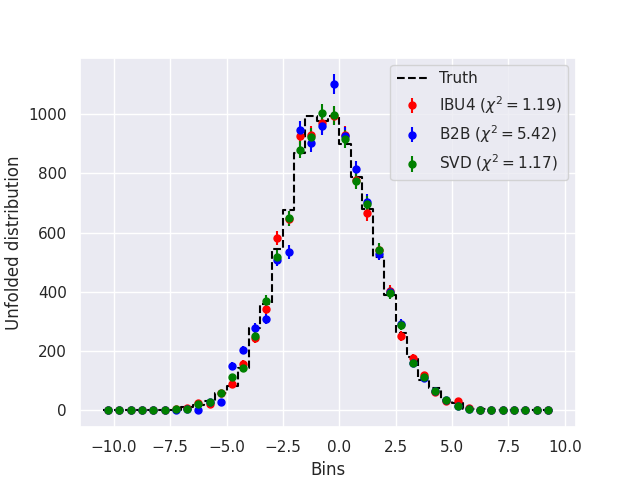 Truth
IBU4 (χ² = 1.19)
B2B (χ² = 5.42)
SVD (χ² = 1.17)
1000
800
600
400
200
0
Unfolded distribution
−10.0 −7.5 −5.0 −2.5 0.0 2.5 5.0 7.5 10.0
Bins